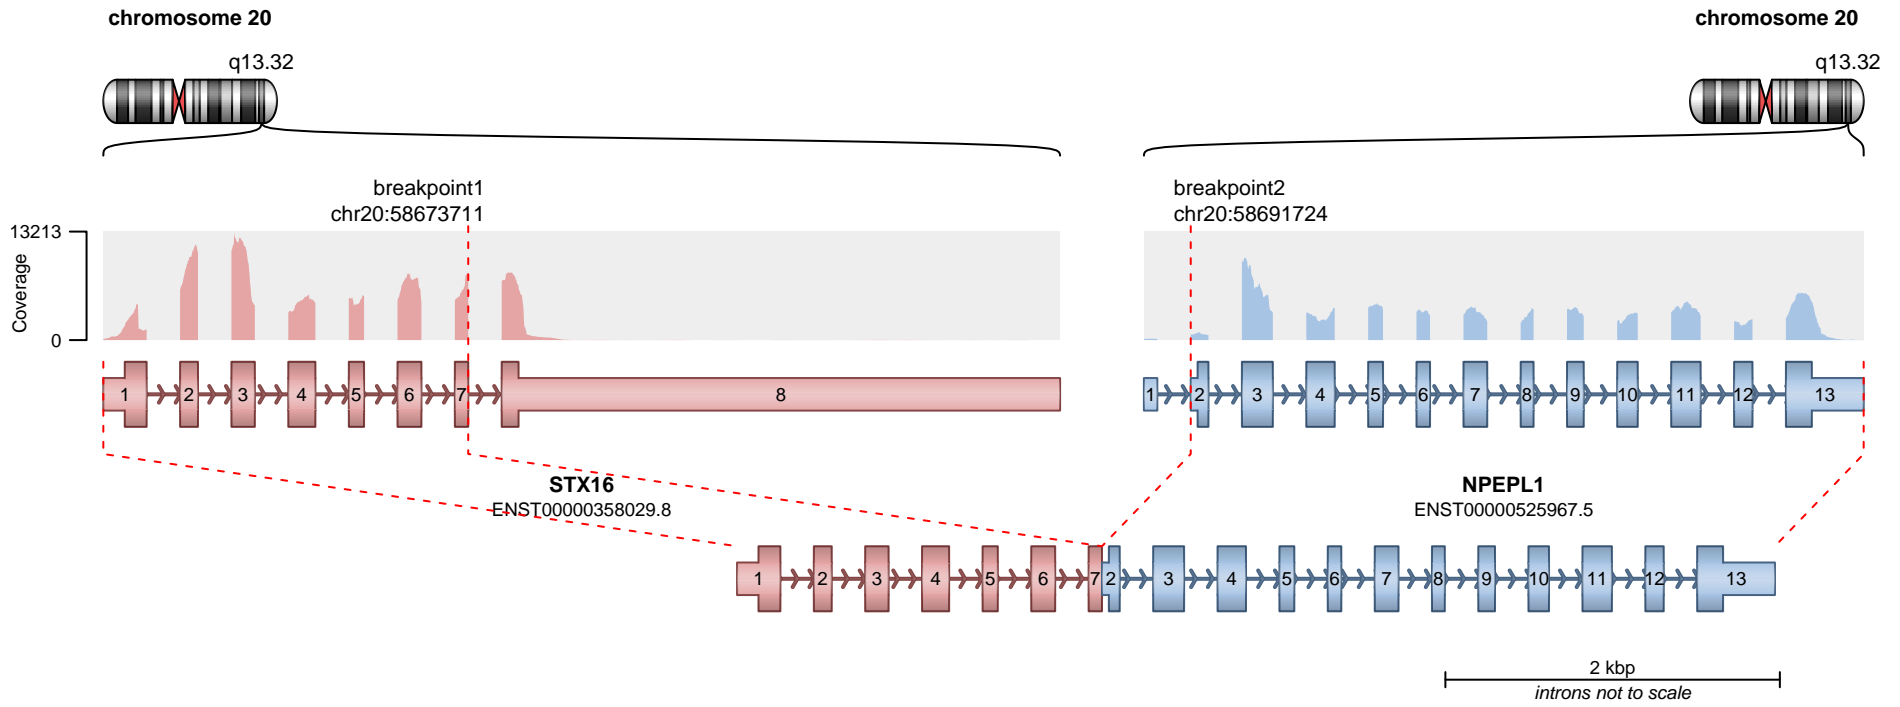 chromosome 20
chromosome 20
q13.32
q13.32
breakpoint1
chr20:58673711
breakpoint2
chr20:58691724
13213
Coverage
0
1 2 3 4 5 6 7 8
1 2 3 4 5 6 7 8 9 10 11 12 13
STX16
ENST00000358029.8
NPEPL1
ENST00000525967.5
1 2 3 4 5 6 7 2 3 4 5 6 7 8 9 10 11 12 13
2 kbp
introns not to scale